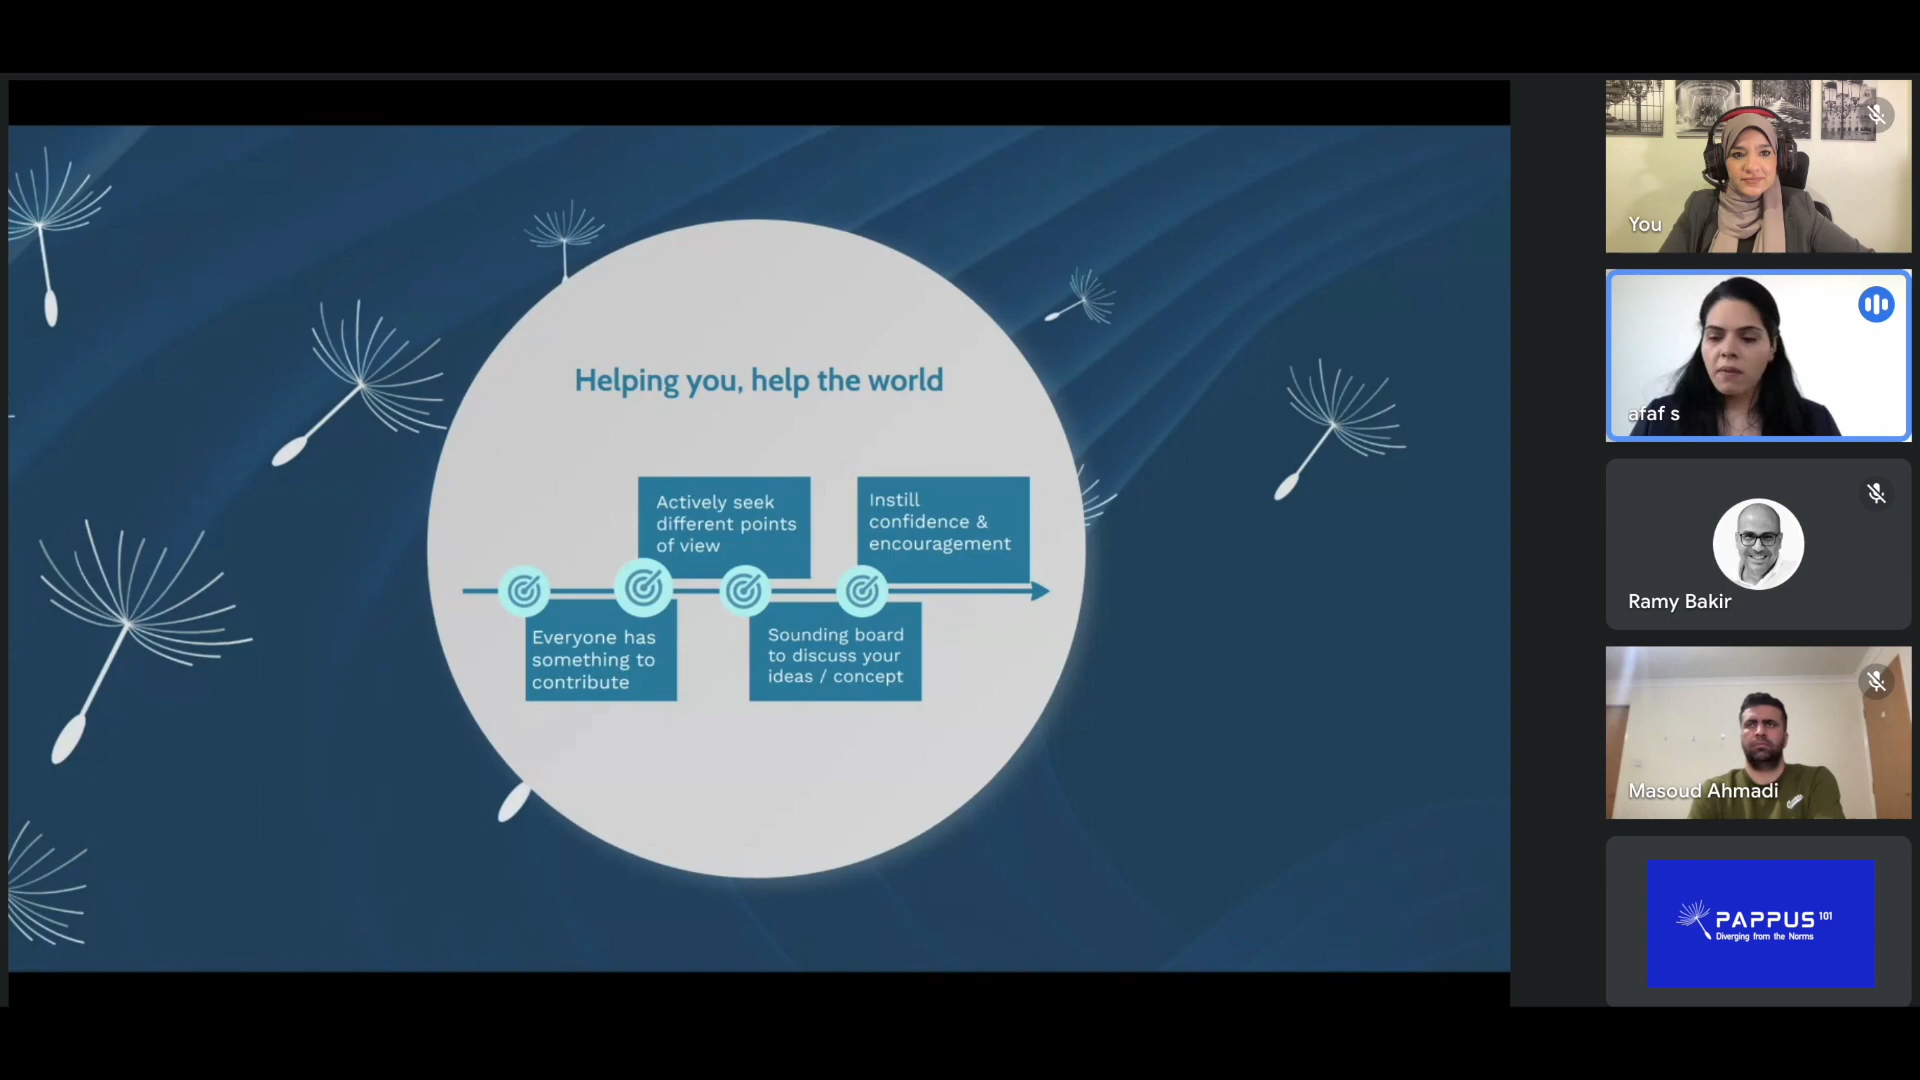 Helping you, help the world
Actively seek
different points
of view
Instill
confidence &
encouragement
Everyone has
something to
contribute
Sounding board
to discuss your
ideas / concept
You
afaf s
Ramy Bakir
Masoud Ahmadi
PAPPUS 101
Diverging from the Norms